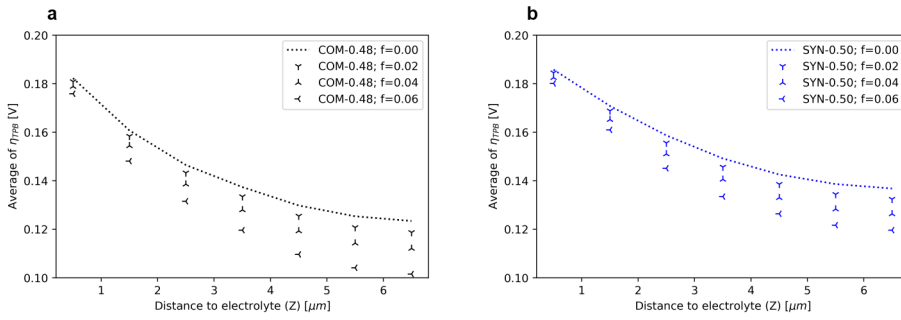 a
0.20
0.18
0.16
0.14
0.12
0.10
Average of ηTPB [V]
COM-0.48; f=0.00
COM-0.48; f=0.02
COM-0.48; f=0.04
COM-0.48; f=0.06
1 2 3 4 5 6
Distance to electrolyte (Z) [μm]
b
0.20
0.18
0.16
0.14
0.12
0.10
Average of ηTPB [V]
SYN-0.50; f=0.00
SYN-0.50; f=0.02
SYN-0.50; f=0.04
SYN-0.50; f=0.06
1 2 3 4 5 6
Distance to electrolyte (Z) [μm]